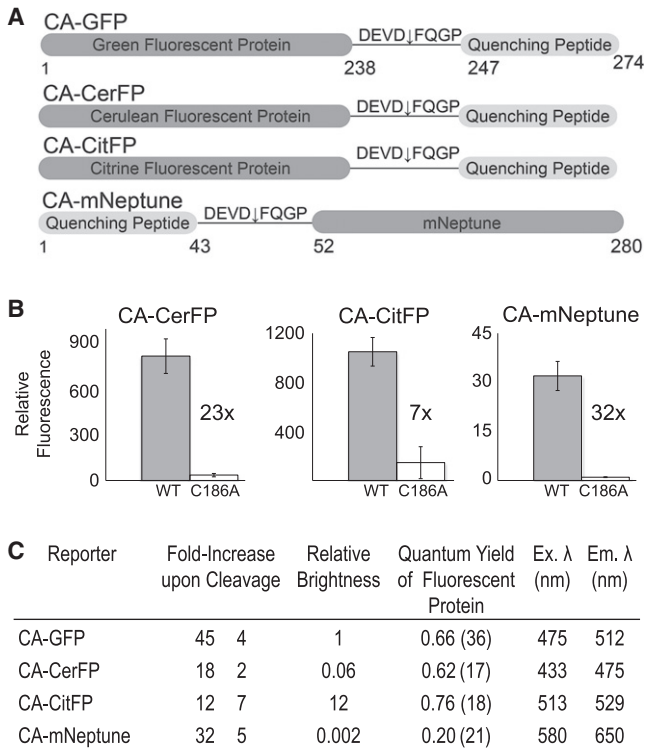 A
CA-GFP
DEVD↓FQGP
Green Fluorescent Protein
Quenching Peptide
1
238
247
274
CA-CerFP
DEVD↓FQGP
Cerulean Fluorescent Protein
Quenching Peptide
CA-CitFP
DEVD↓FQGP
Citrine Fluorescent Protein
Quenching Peptide
CA-mNeptune
DEVD↓FQGP
Quenching Peptide
mNeptune
1
43
52
280
B
CA-CerFP
Relative
Fluorescence
900
600
300
0
23x
WT C186A
CA-CitFP
1200
800
400
7x
WT C186A
CA-mNeptune
45
30
15
0
32x
WT C186A
C
Reporter Fold-Increase Relative Quantum Yield Ex. λ Em. λ
upon Cleavage Brightness of Fluorescent (nm) (nm)
Protein
CA-GFP 45 4 1 0.66 (36) 475 512
CA-CerFP 18 2 0.06 0.62 (17) 433 475
CA-CitFP 12 7 12 0.76 (18) 513 529
CA-mNeptune 32 5 0.002 0.20 (21) 580 650